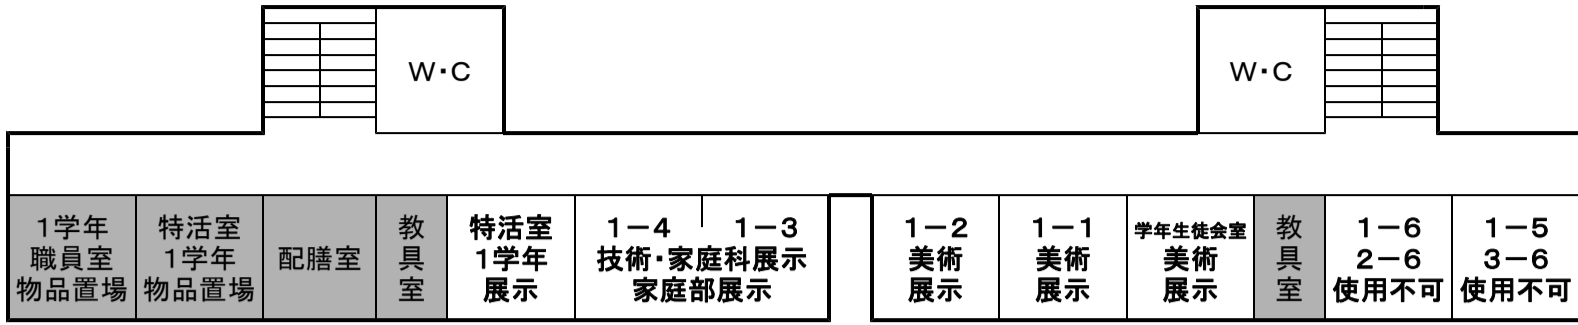 W・C
W・C
1学年
職員室
物品置場
特活室
1学年
物品置場
配膳室
教
具
室
特活室
1学年
展示
1－4 1－3
技術・家庭科展示
家庭部展示
1－2
美術
展示
1－1
美術
展示
学年生徒会室
美術
展示
教
具
室
1－6
2－6
使用不可
1－5
3－6
使用不可